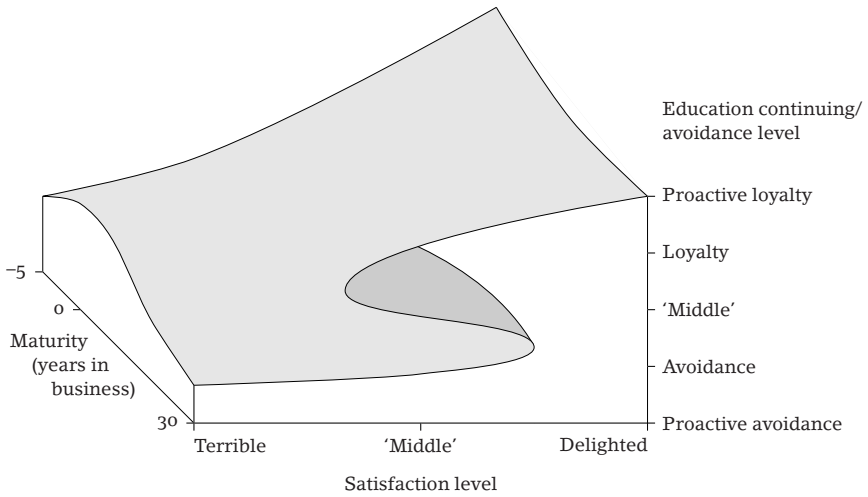 Education continuing/
avoidance level
Proactive loyalty
Loyalty
‘Middle’
Avoidance
Proactive avoidance
–5
0
Maturity
(years in
business)
30
Terrible
‘Middle’
Delighted
Satisfaction level